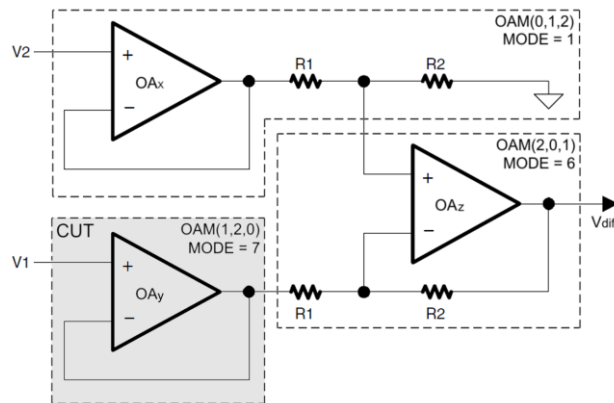 OAM(0,1,2)
MODE = 1
V2
+
−
OAx
R1
R2
OAM(2,0,1)
MODE = 6
+
−
OAz
Vdif
CUT
OAM(1,2,0)
MODE = 7
V1
+
−
OAy
R1
R2